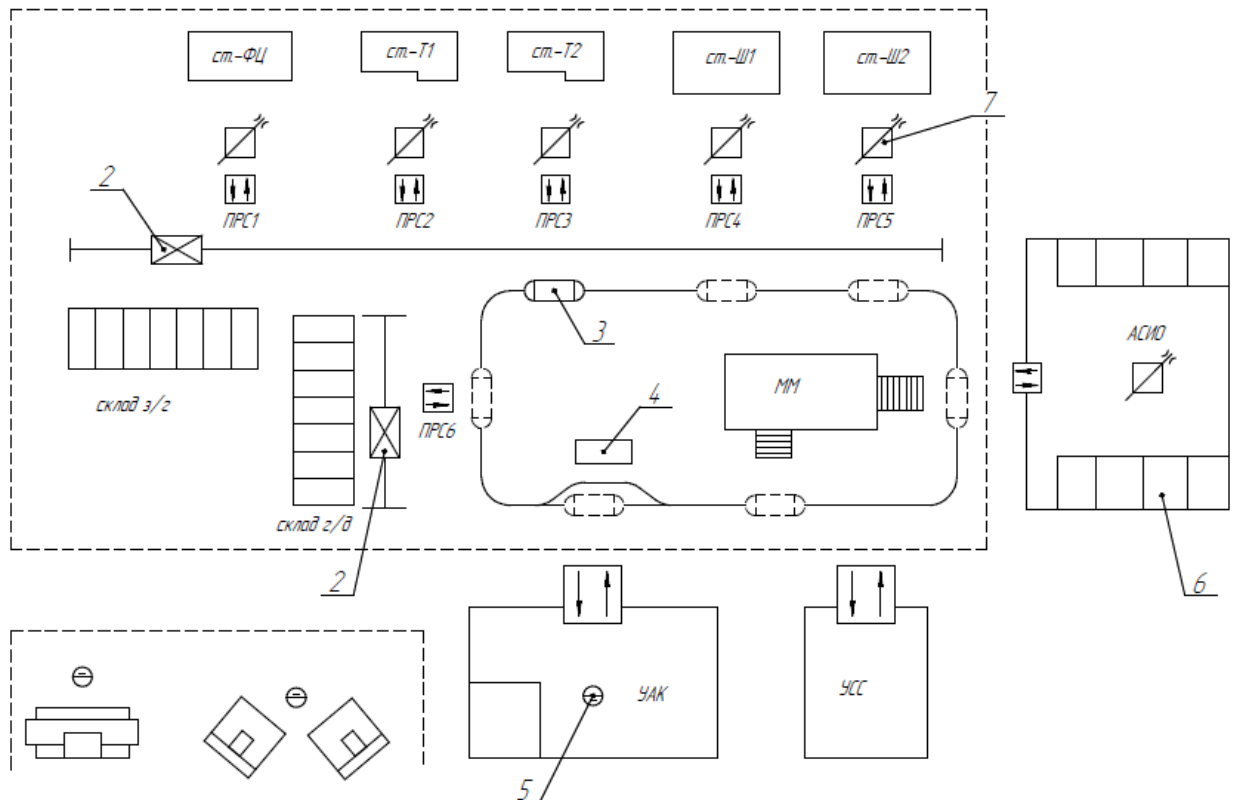 ст.-ФЦ
ст.-Т1
ст.-Т2
ст.-Ш1
ст.-Ш2
7
2
ПРС1
ПРС2
ПРС3
ПРС4
ПРС5
3
АСИО
ММ
склад з/г
4
ПРС6
склад г/д
2
6
УАК
УСС
5